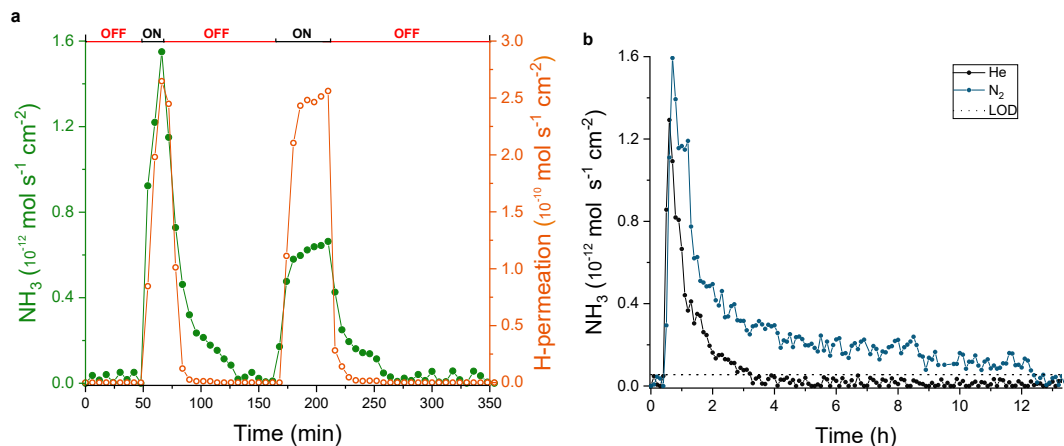 a
OFF ON OFF ON OFF
1.6
1.2
0.8
0.4
0.0
NH₃ (10⁻¹² mol s⁻¹ cm⁻²)
3.0
2.5
2.0
1.5
1.0
0.5
0.0
H-permeation (10⁻¹⁰ mol s⁻¹ cm⁻²)
0 50 100 150 200 250 300 350
Time (min)
b
1.6
1.2
0.8
0.4
0.0
NH₃ (10⁻¹² mol s⁻¹ cm⁻²)
He
N₂
LOD
0 2 4 6 8 10 12
Time (h)